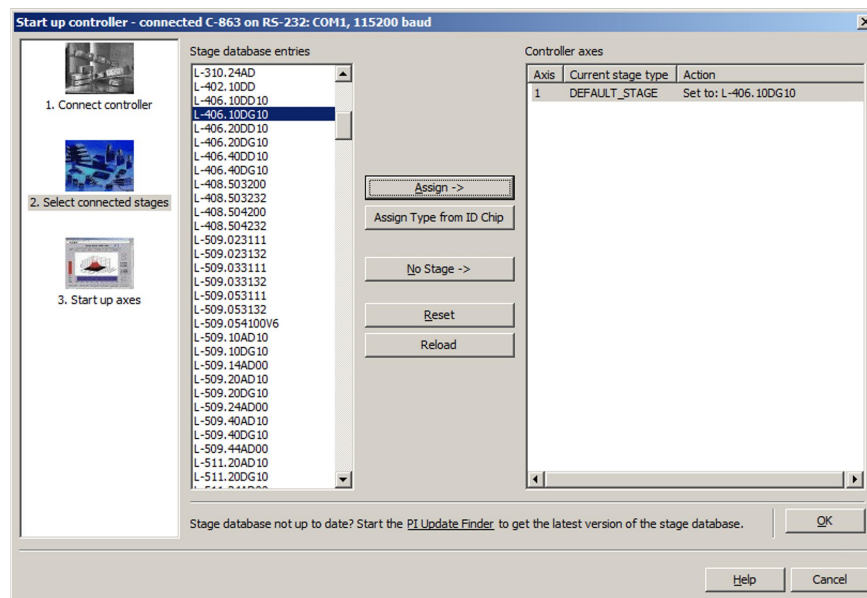 Start up controller - connected C-863 on RS-232: COM1, 115200 baud
1. Connect controller
2. Select connected stages
3. Start up axes
Stage database entries
L-310.24AD
L-402.10DD
L-406.10DD10
L-406.10DG10
L-406.20DD10
L-406.20DG10
L-406.40DD10
L-406.40DG10
L-408.503200
L-408.503232
L-408.504200
L-408.504232
L-509.023111
L-509.023132
L-509.033111
L-509.033132
L-509.053111
L-509.053132
L-509.054100V6
L-509.10AD10
L-509.10DG10
L-509.14AD00
L-509.20AD10
L-509.20DG10
L-509.24AD00
L-509.40AD10
L-509.40DG10
L-509.44AD00
L-511.20AD10
L-511.20DG10
Assign ->
Assign Type from ID Chip
No Stage ->
Reset
Reload
Controller axes
Axis Current stage type Action
1 DEFAULT_STAGE Set to: L-406.10DG10
Stage database not up to date? Start the PI Update Finder to get the latest version of the stage database.
OK
Help Cancel